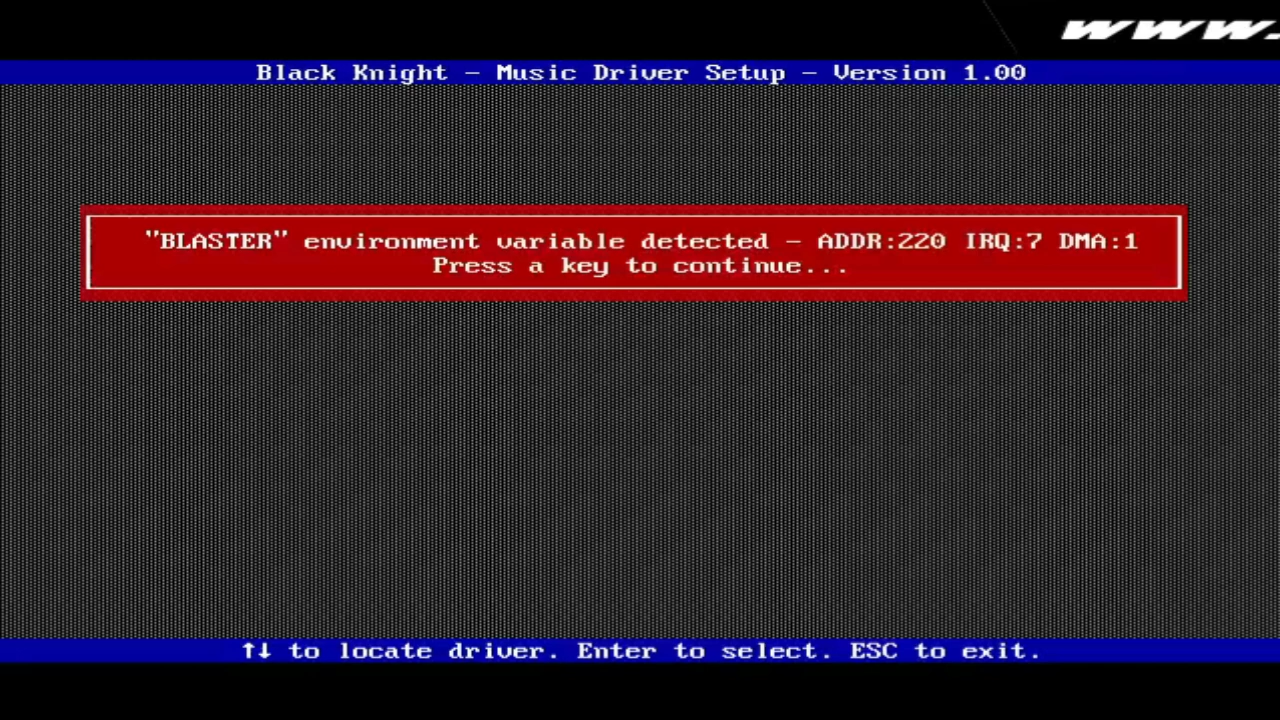 www.
Black Knight - Music Driver Setup - Version 1.00
"BLASTER" environment variable detected - ADDR:220 IRQ:7 DMA:1
Press a key to continue...
↑↓ to locate driver. Enter to select. ESC to exit.